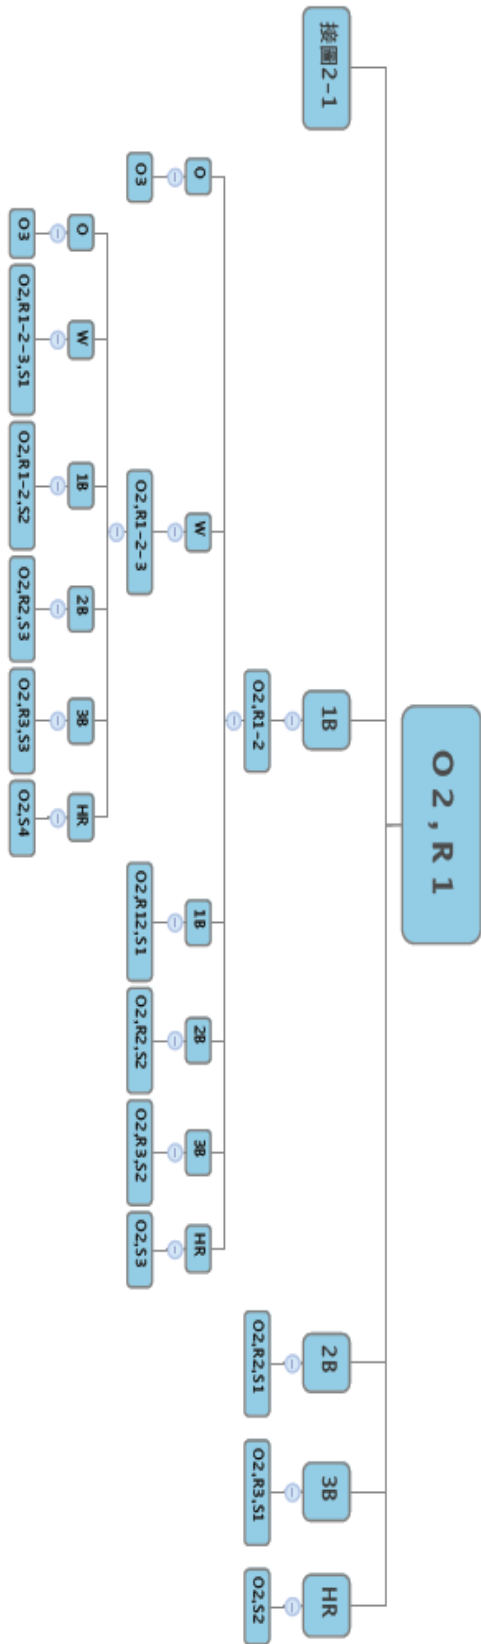 O2,R1
接圖2-1
1B
2B
3B
HR
O2,R1-2
O2,R2,S1
O2,R3,S1
O2,S2
O
W
1B
2B
3B
HR
O3
O2,R1-2-3
O2,R12,S1
O2,R2,S2
O2,R3,S2
O2,S3
O
W
1B
2B
3B
HR
O3
O2,R1-2-3,S1
O2,R1-2,S2
O2,R2,S3
O2,R3,S3
O2,S4